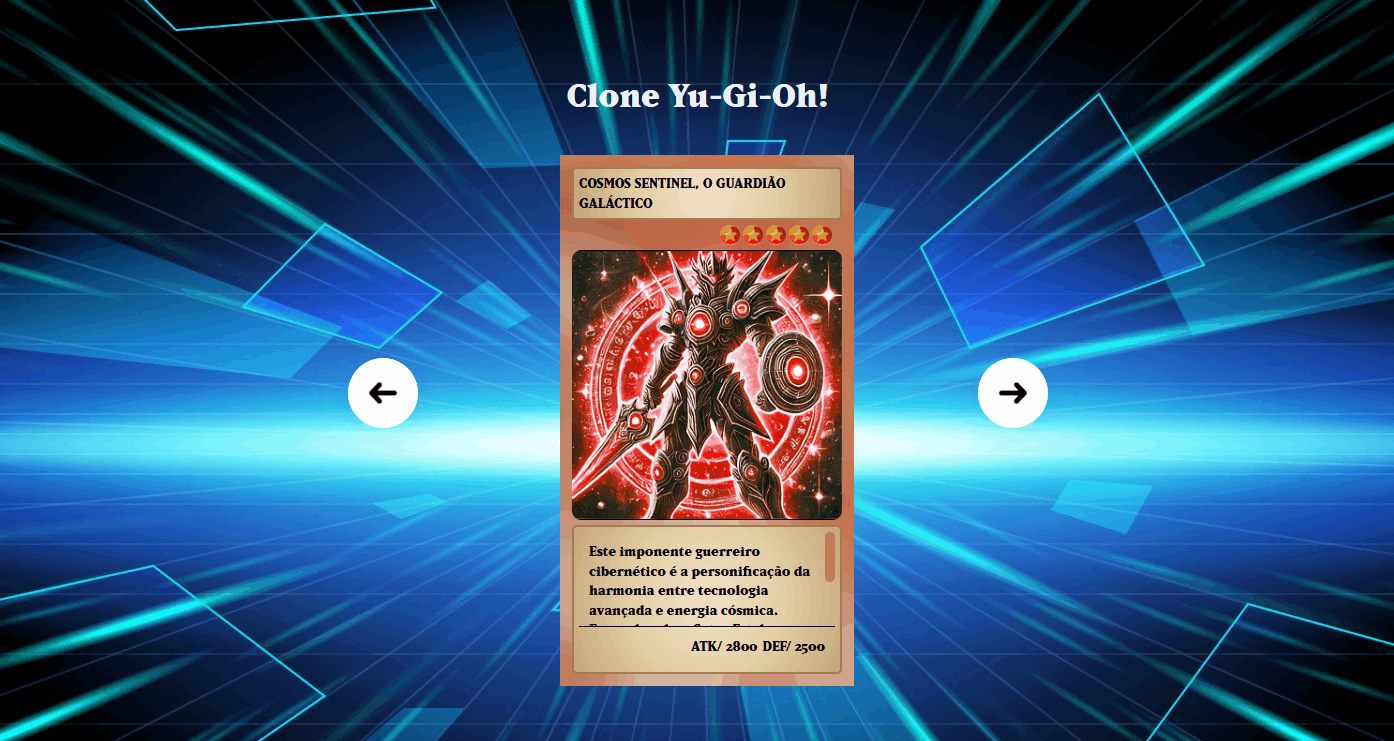 Clone Yu-Gi-Oh!
COSMOS SENTINEL, O GUARDIÃO
GALÁCTICO
Este imponente guerreiro
cibernético é a personificação da
harmonia entre tecnologia
avançada e energia cósmica.
ATK/ 2800 DEF/ 2500